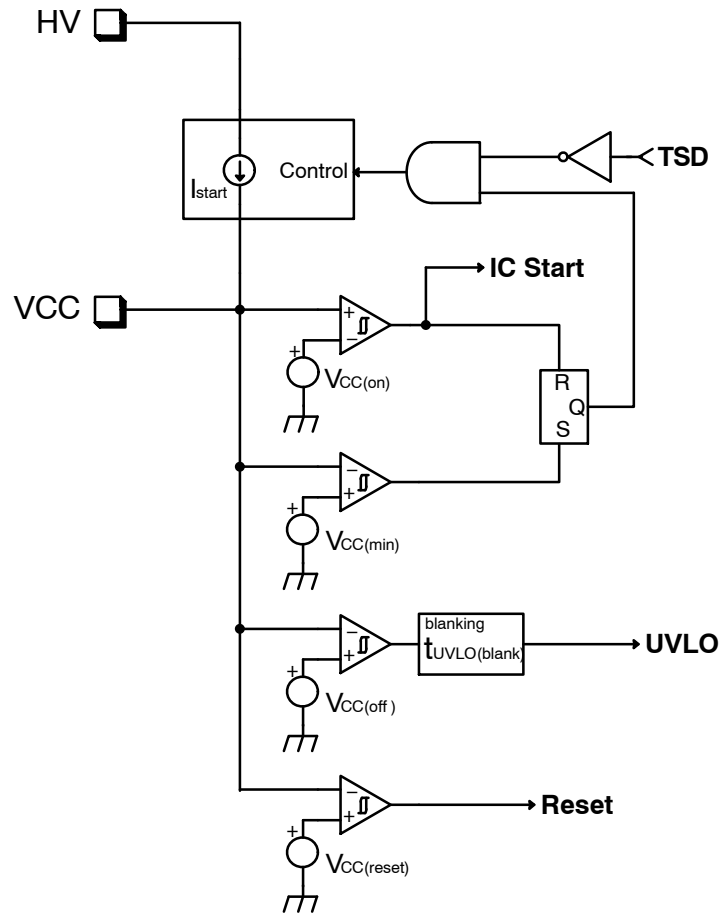 HV
Istart
Control
TSD
IC Start
VCC
+
−
+
VCC(on)
R
Q
S
−
+
+
VCC(min)
−
+
+
VCC(off )
blanking
tUVLO(blank)
UVLO
−
+
+
VCC(reset)
Reset